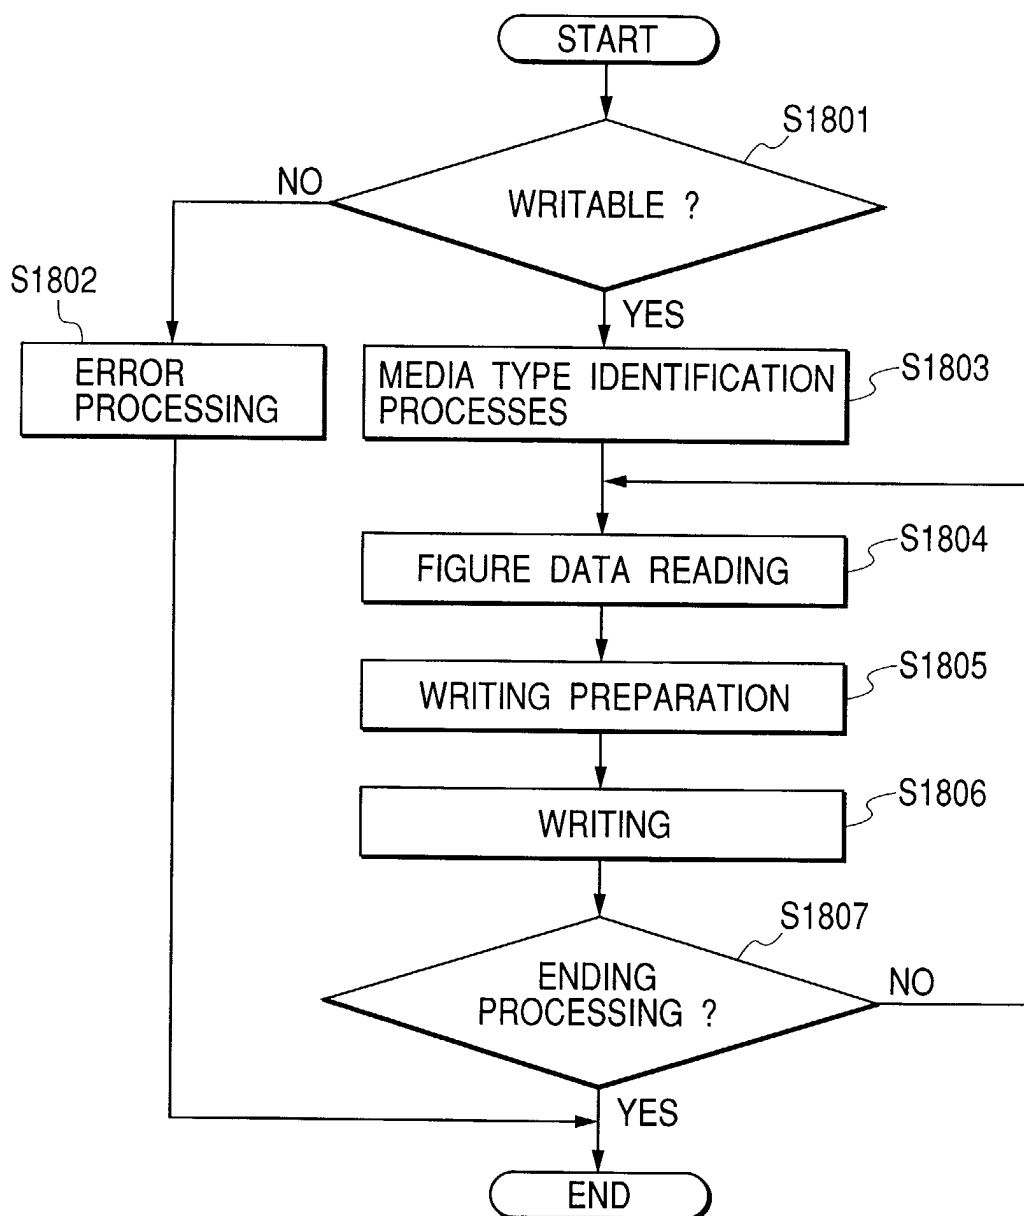 START
S1801
NO
WRITABLE ?
S1802
YES
ERROR
PROCESSING
MEDIA TYPE IDENTIFICATION
PROCESSES
S1803
S1804
FIGURE DATA READING
S1805
WRITING PREPARATION
S1806
WRITING
S1807
ENDING
PROCESSING ?
NO
YES
END